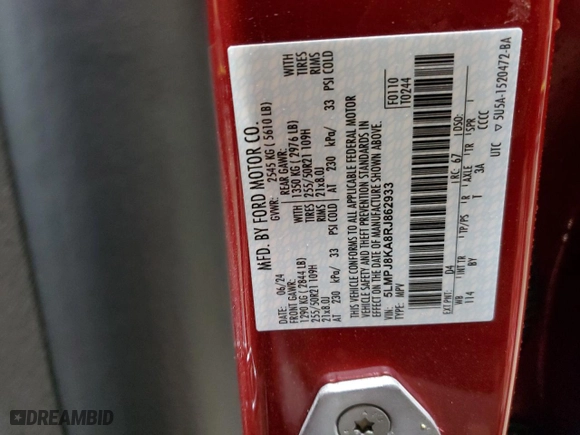 MFD. BY FORD MOTOR CO.
DATE: 06/24 GVWR: 2545 KG ( 5610 LB)
FRONT GAWR: REAR GAWR:
1290 KG ( 2844 LB) 1350 KG ( 2976 LB) WITH WITH
255/50R21 109H TIRES 255/50R21 109H TIRES
21x8.0J RIMS 21x8.0J RIMS
AT 230 kPa/ 33 PSI COLD AT 230 kPa/ 33 PSI COLD
THIS VEHICLE CONFORMS TO ALL APPLICABLE FEDERAL MOTOR
VEHICLE SAFETY AND THEFT PREVENTION STANDARDS IN
EFFECT ON THE DATE OF MANUFACTURE SHOWN ABOVE.
VIN: 5LMPJ8KA8RJ862933
TYPE: MPV
F0110
T0244
EXT PNT: D4 RC: 67 DSO:
WB INT TR TP/PS R AXLE TR SPR
114 BY T 3A CCCC
UTC ▽ 5U5A-1520472-BA
DREAMBID